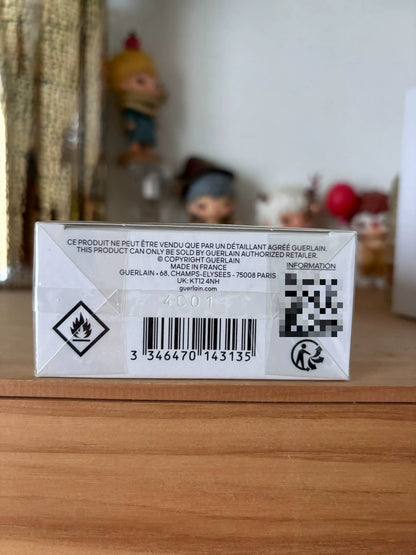 CE PRODUIT NE PEUT ÊTRE VENDU QUE PAR UN DÉTAILLANT AGRÉÉ GUERLAIN.
THIS PRODUCT CAN ONLY BE SOLD BY GUERLAIN AUTHORIZED RETAILER.
© COPYRIGHT GUERLAIN
MADE IN FRANCE
GUERLAIN • 68, CHAMPS-ELYSEES - 75008 PARIS
UK: KT12 4NH
guerlain.com
INFORMATION
4C01
3 346470 143135